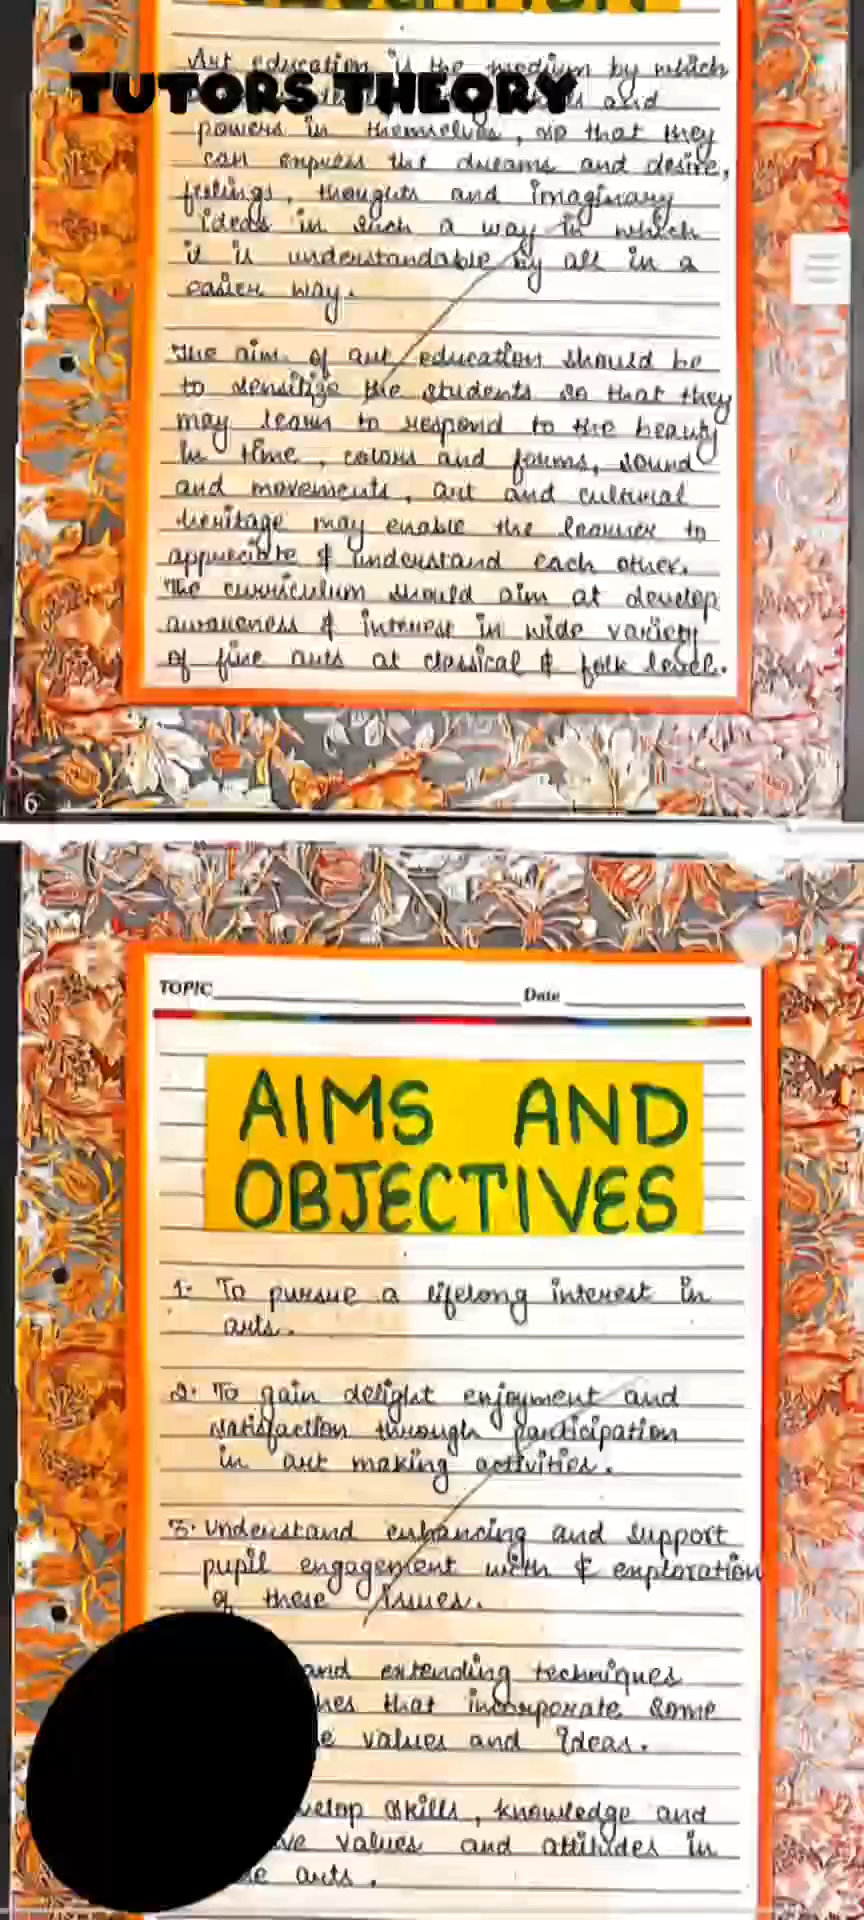 EDUCATION
Art education is the medium by which
TUTORS THEORY
and
powers in themselves, so that they
can express the dreams and desire,
feelings, thoughts and imaginary
ideas in such a way in which
it is understandable by all in a
easier way.
The aim of art education should be
to sensitize the students so that they
may learn to respond to the beauty
in time, colors and forms, sound
and movements, art and cultural
heritage may enable the learner to
appreciate & understand each other.
The curriculum should aim at develop
awareness & interest in wide variety
of fine arts at classical & folk level.
6
TOPIC Date
AIMS AND
OBJECTIVES
1. To pursue a lifelong interest in
arts.
2. To gain delight enjoyment and
satisfaction through participation
in art making activities.
3. Understand enhancing and support
pupil engagement with & exploration
of these issues.
and extending techniques
that incorporate some
values and Ideas.
skills, knowledge and
values and attitudes in
arts.